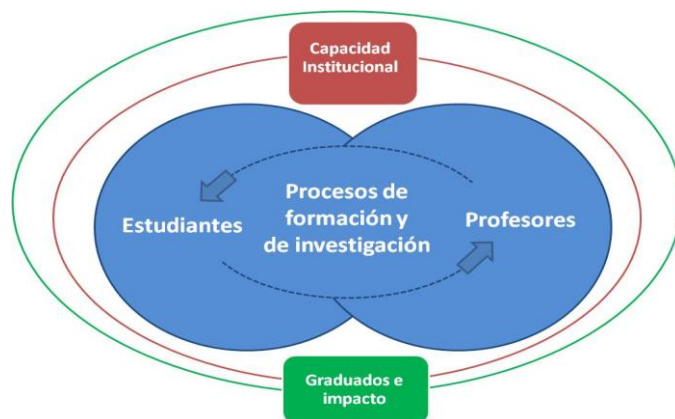 Capacidad
Institucional
Estudiantes
Procesos de
formación y
de investigación
Profesores
Graduados e
impacto